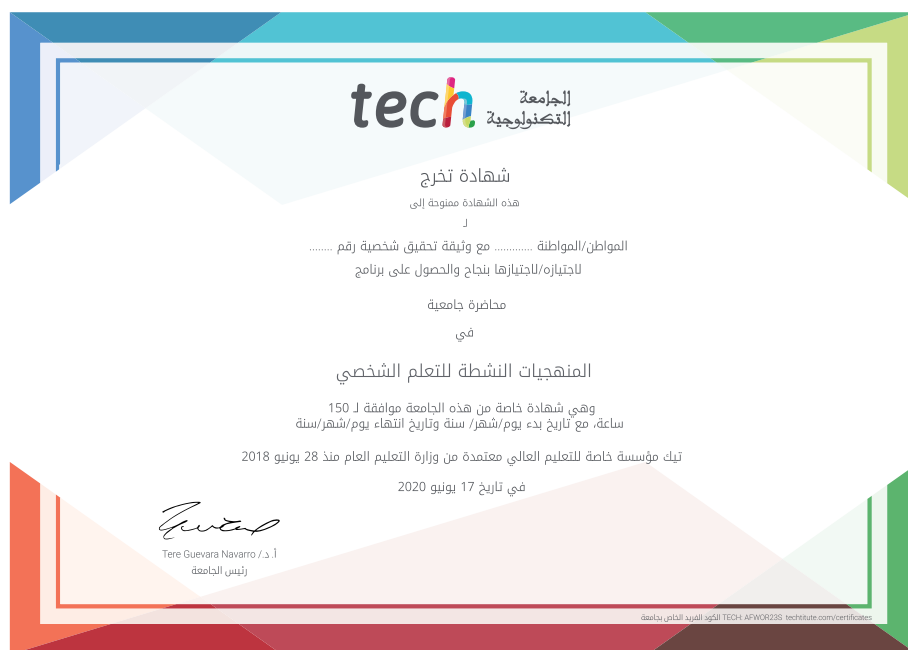 tech الجامعة
التكنولوجية
شهادة تخرج
هذه الشهادة ممنوحة إلى
لـ
المواطن/المواطنة ............. مع وثيقة تحقيق شخصية رقم ........
لاجتيازه/لاجتيازها بنجاح والحصول على برنامج
محاضرة جامعية
في
المنهجيات النشطة للتعلم الشخصي
وهي شهادة خاصة من هذه الجامعة موافقة لـ 150
ساعة، مع تاريخ بدء يوم/شهر/ سنة وتاريخ انتهاء يوم/شهر/سنة
تيك مؤسسة خاصة للتعليم العالي معتمدة من وزارة التعليم العام منذ 28 يونيو 2018
في تاريخ 17 يونيو 2020
أ. د./ Tere Guevara Navarro
رئيس الجامعة
الكود الفريد الخاص بجامعة TECH: AFWOR23S techtitute.com/certificates